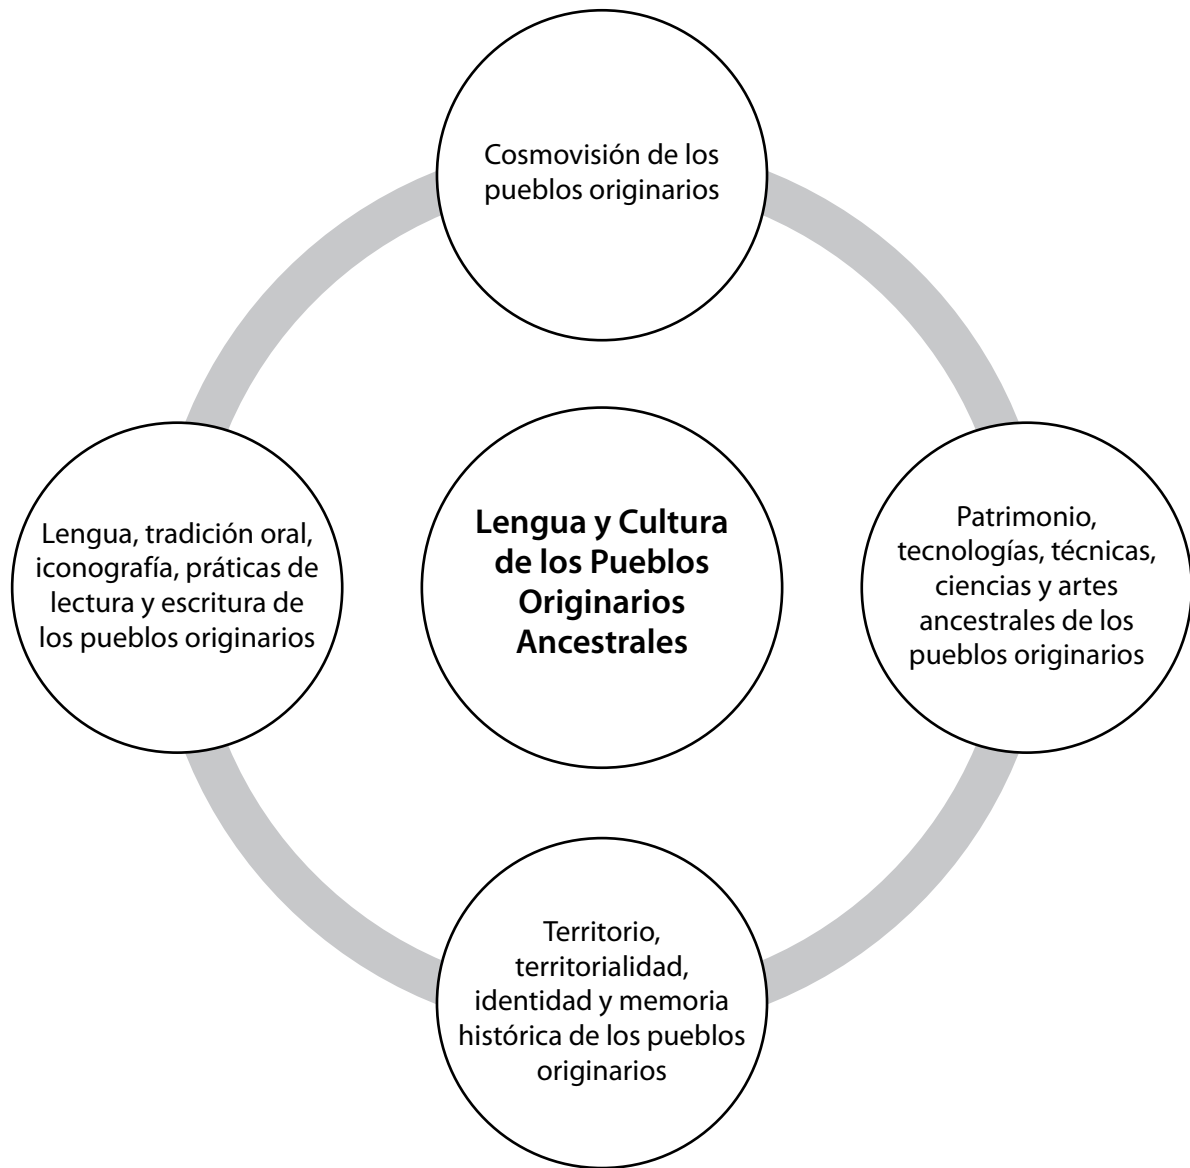 Cosmovisión de los
pueblos originarios
Lengua, tradición oral,
iconografía, práticas de
lectura y escritura de
los pueblos originarios
Lengua y Cultura
de los Pueblos
Originarios
Ancestrales
Patrimonio,
tecnologías, técnicas,
ciencias y artes
ancestrales de los
pueblos originarios
Territorio,
territorialidad,
identidad y memoria
histórica de los pueblos
originarios